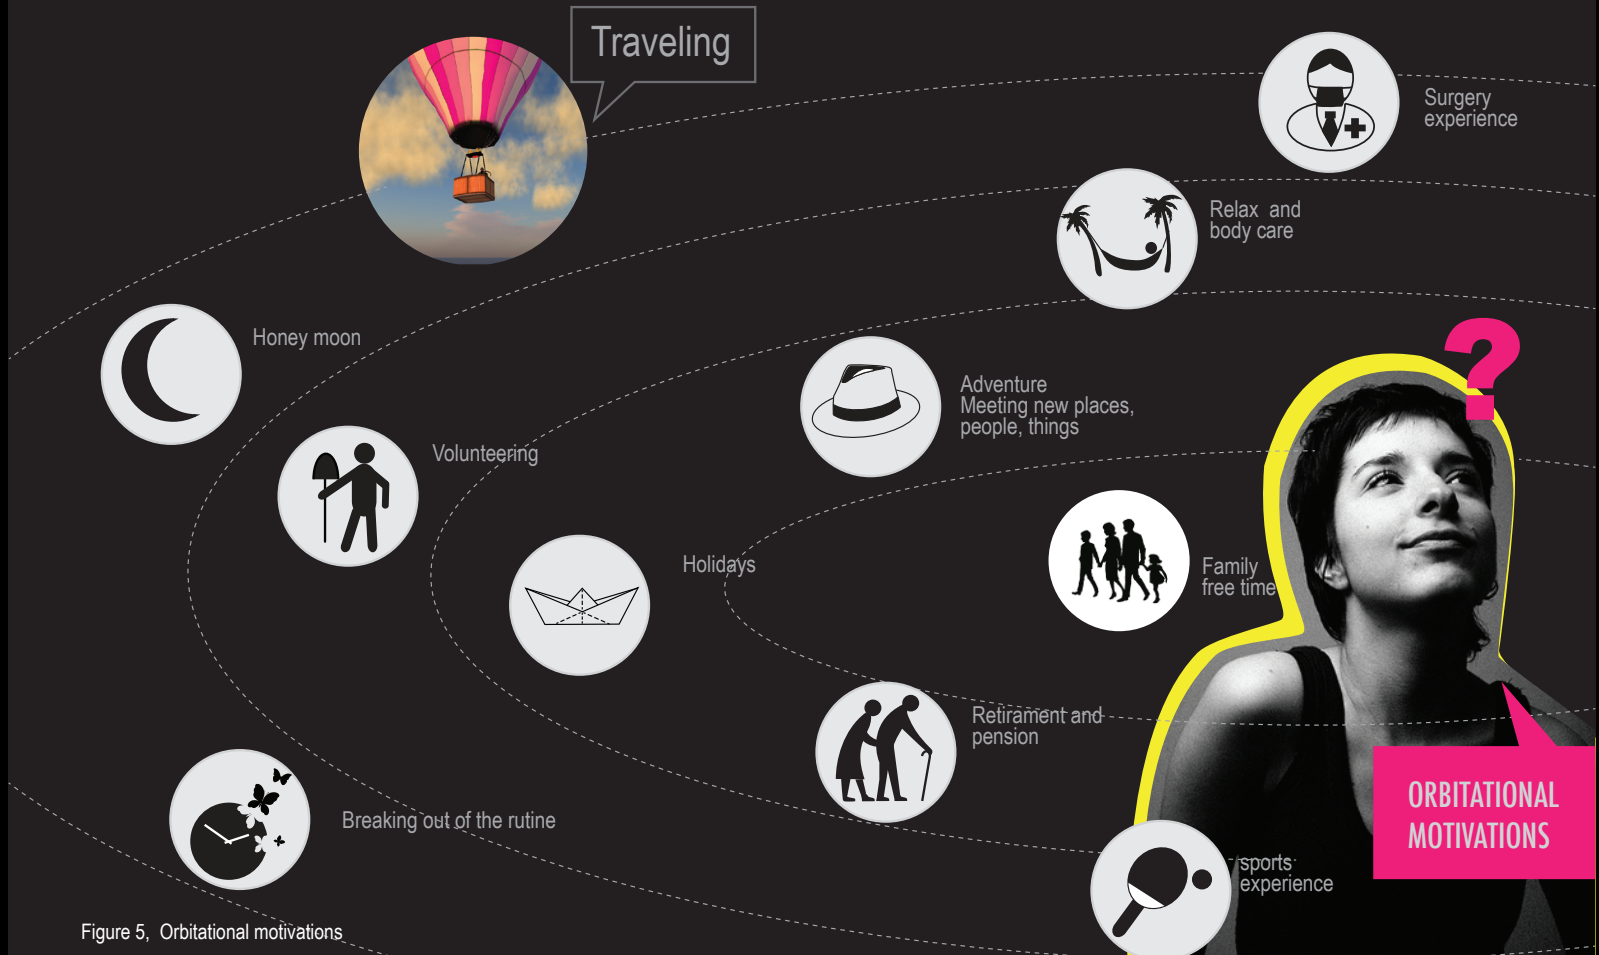 Traveling
Surgery
experience
Relax and
body care
Honey moon
?
Adventure
Meeting new places,
people, things
Volunteering
Holidays
Family
free time
Retirament and
pension
ORBITATIONAL
MOTIVATIONS
Breaking out of the rutine
sports
experience
Figure 5, Orbitational motivations